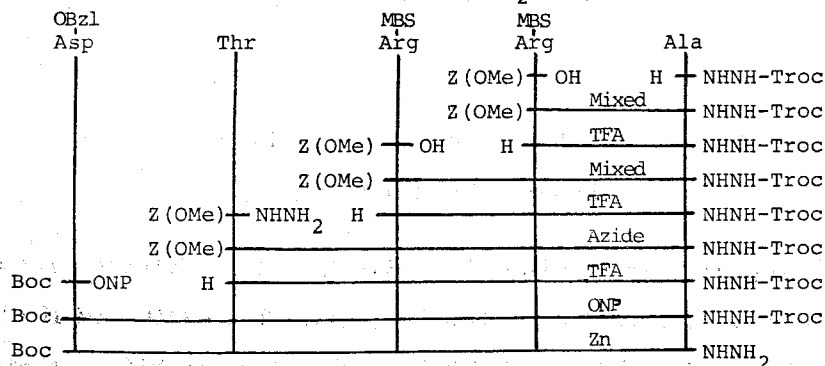 2
OBzl MBS MBS
Asp Thr Arg Arg Ala
Z(OMe) OH H NHNH-Troc
Z(OMe) Mixed NHNH-Troc
Z(OMe) OH H TFA NHNH-Troc
Z(OMe) Mixed NHNH-Troc
Z(OMe) NHNH2 H TFA NHNH-Troc
Z(OMe) Azide NHNH-Troc
Boc ONP H TFA NHNH-Troc
Boc ONP NHNH-Troc
Boc Zn NHNH2